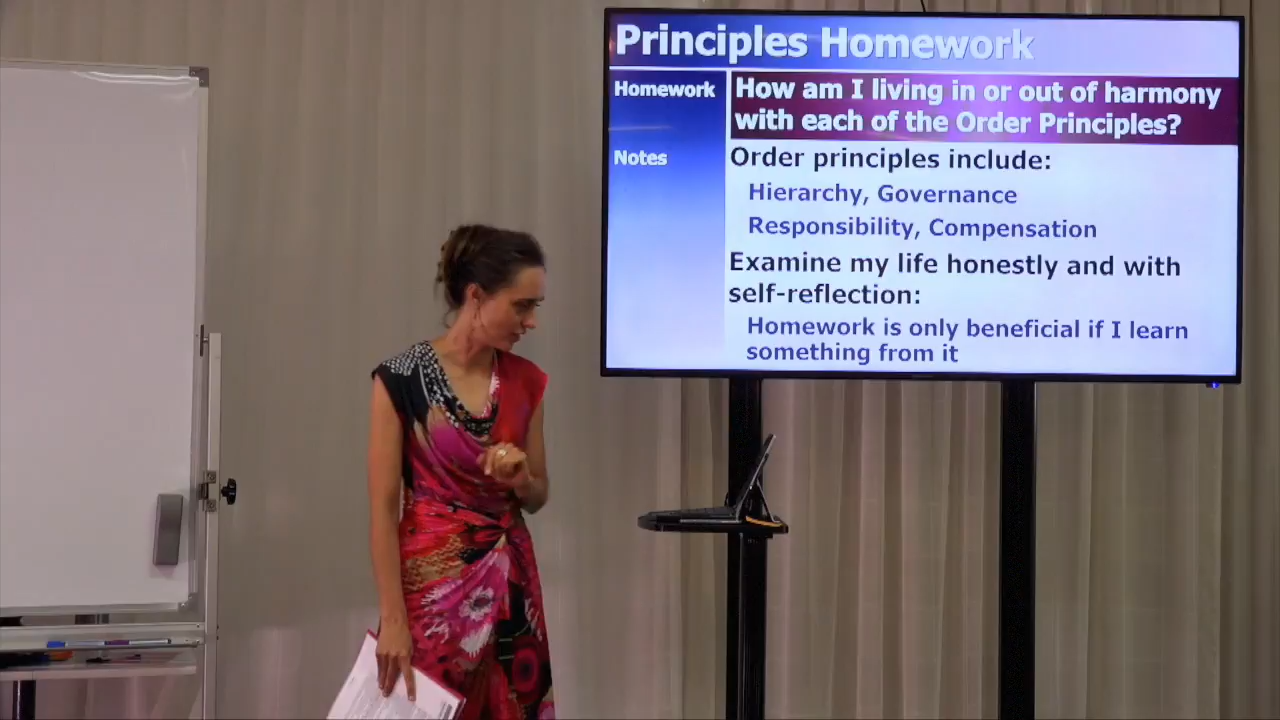 Principles Homework
Homework
How am I living in or out of harmony
with each of the Order Principles?
Notes
Order principles include:
Hierarchy, Governance
Responsibility, Compensation
Examine my life honestly and with
self-reflection:
Homework is only beneficial if I learn
something from it